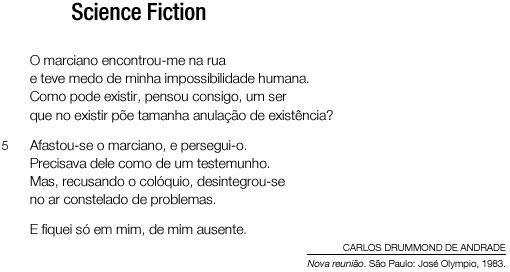 Science Fiction
O marciano encontrou-me na rua
e teve medo de minha impossibilidade humana.
Como pode existir, pensou consigo, um ser
que no existir põe tamanha anulação de existência?
5 Afastou-se o marciano, e persegui-o.
Precisava dele como de um testemunho.
Mas, recusando o colóquio, desintegrou-se
no ar constelado de problemas.
E fiquei só em mim, de mim ausente.
CARLOS DRUMMOND DE ANDRADE
Nova reunião. São Paulo: José Olympio, 1983.